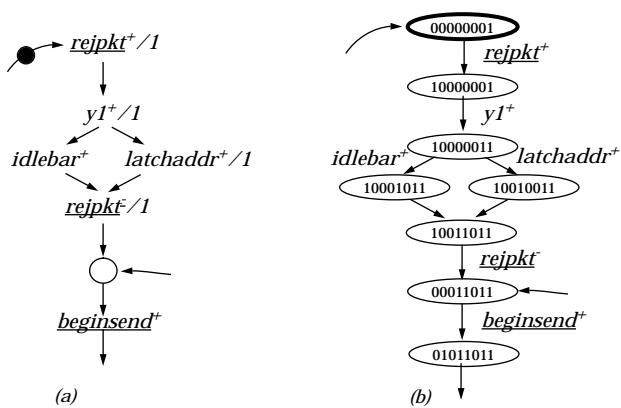 rejpkt+/1
y1+/1
idlebar+ latchaddr+/1
rejpkt-/1
beginsend+
(a)
00000001
rejpkt+
10000001
y1+
10000011
idlebar+ latchaddr+
10001011 10010011
10011011
rejpkt-
00011011
beginsend+
01011011
(b)